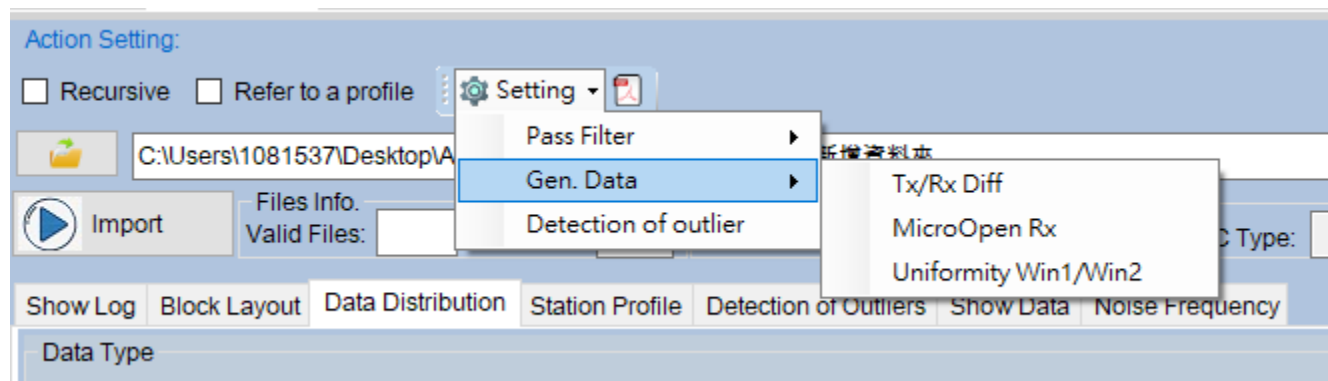 Action Setting:
Recursive Refer to a profile Setting
C:\Users\1081537\Desktop\A
Pass Filter
Gen. Data
Detection of outlier
Tx/Rx Diff
MicroOpen Rx
Uniformity Win1/Win2
Import
Files Info.
Valid Files:
Type:
Show Log Block Layout Data Distribution Station Profile Detection of Outliers Show Data Noise Frequency
Data Type